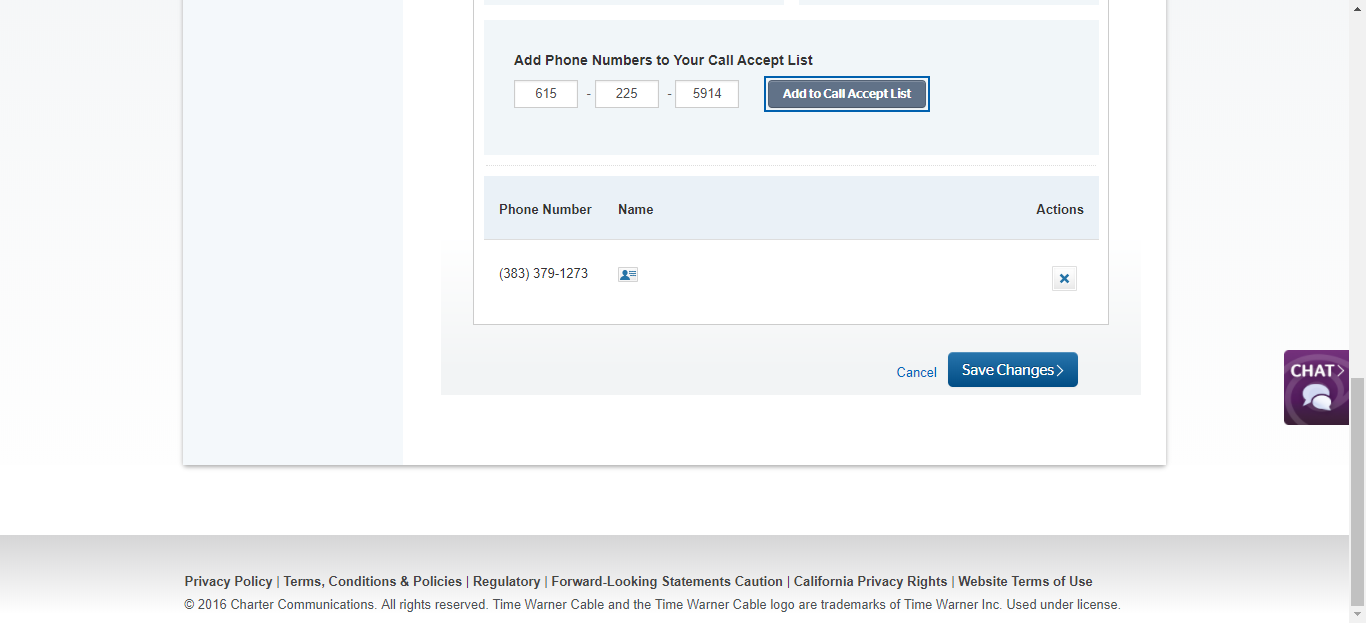 Add Phone Numbers to Your Call Accept List
615 - 225 - 5914 Add to Call Accept List
Phone Number Name Actions
(383) 379-1273
Cancel Save Changes
CHAT
Privacy Policy | Terms, Conditions & Policies | Regulatory | Forward-Looking Statements Caution | California Privacy Rights | Website Terms of Use
© 2016 Charter Communications. All rights reserved. Time Warner Cable and the Time Warner Cable logo are trademarks of Time Warner Inc. Used under license.